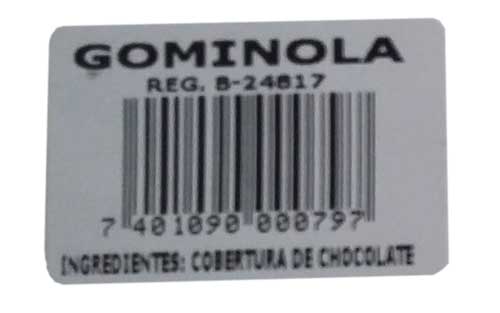 GOMINOLA
REG. B-24817
7 401090 000797
INGREDIENTES: COBERTURA DE CHOCOLATE